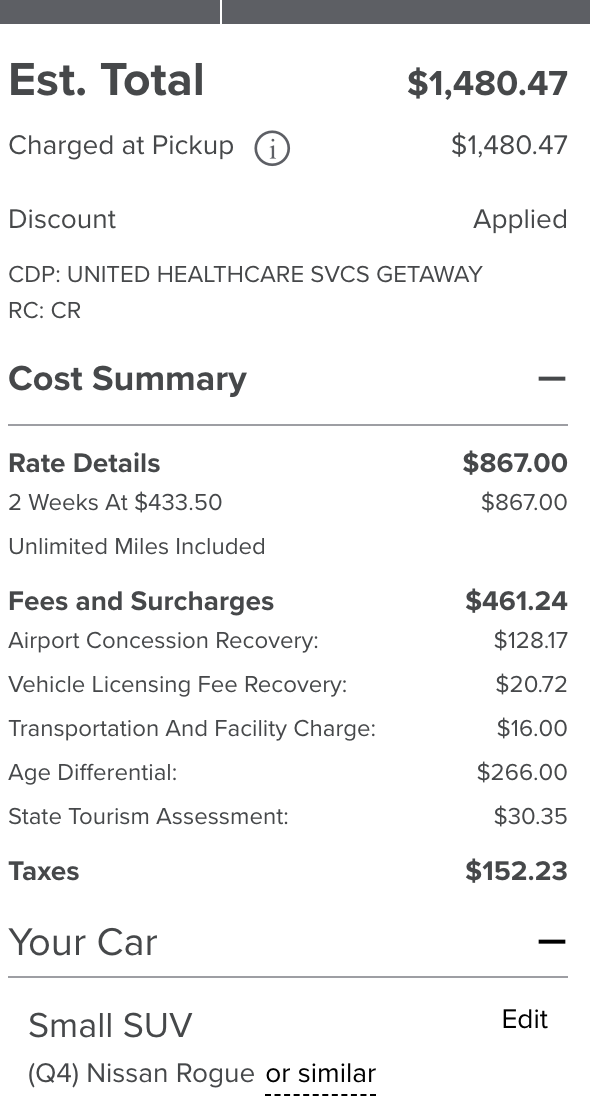 Est. Total $1,480.47
Charged at Pickup i $1,480.47
Discount Applied
CDP: UNITED HEALTHCARE SVCS GETAWAY
RC: CR
Cost Summary —
Rate Details $867.00
2 Weeks At $433.50 $867.00
Unlimited Miles Included
Fees and Surcharges $461.24
Airport Concession Recovery: $128.17
Vehicle Licensing Fee Recovery: $20.72
Transportation And Facility Charge: $16.00
Age Differential: $266.00
State Tourism Assessment: $30.35
Taxes $152.23
Your Car —
Small SUV Edit
(Q4) Nissan Rogue or similar